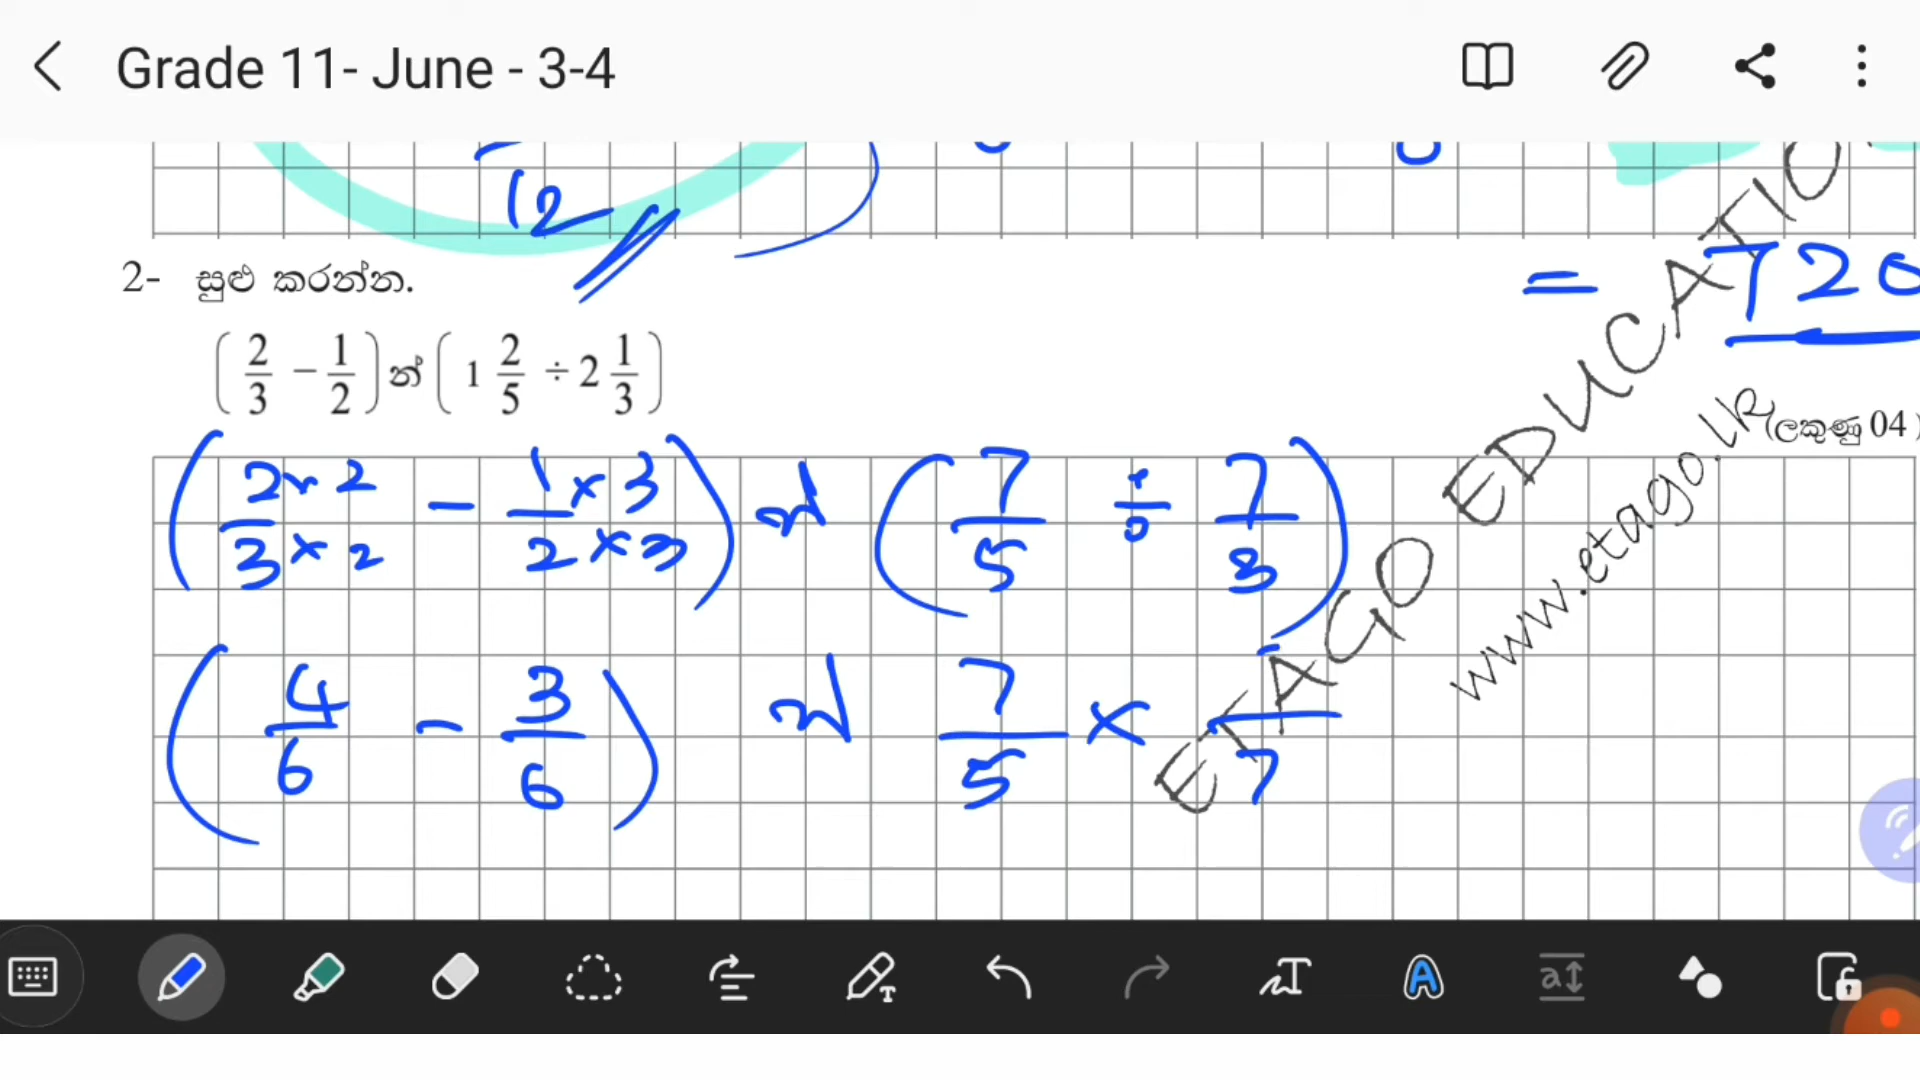 Grade 11- June - 3-4
12
= 720
2- සුළු කරන්න.
(2/3 - 1/2) න් (1 2/5 ÷ 2 1/3)
(ලකුණු 04)
(2×2/3×2 - 1×3/2×3) න් (7/5 ÷ 7/3)
(4/6 - 3/6) න් 7/5 × /7
ETAGO EDUCATIO
www.etago.lk